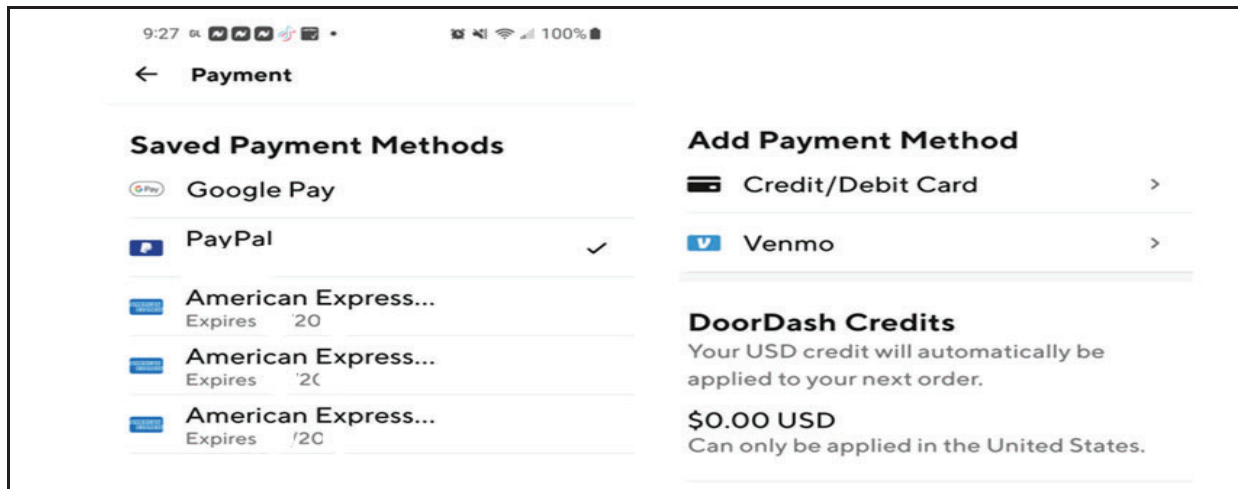 9:27
100%
Payment
Saved Payment Methods
G Pay Google Pay
PayPal
American Express...
Expires /20
American Express...
Expires
American Express...
Expires
Add Payment Method
Credit/Debit Card
Venmo
DoorDash Credits
Your USD credit will automatically be
applied to your next order.
$0.00 USD
Can only be applied in the United States.